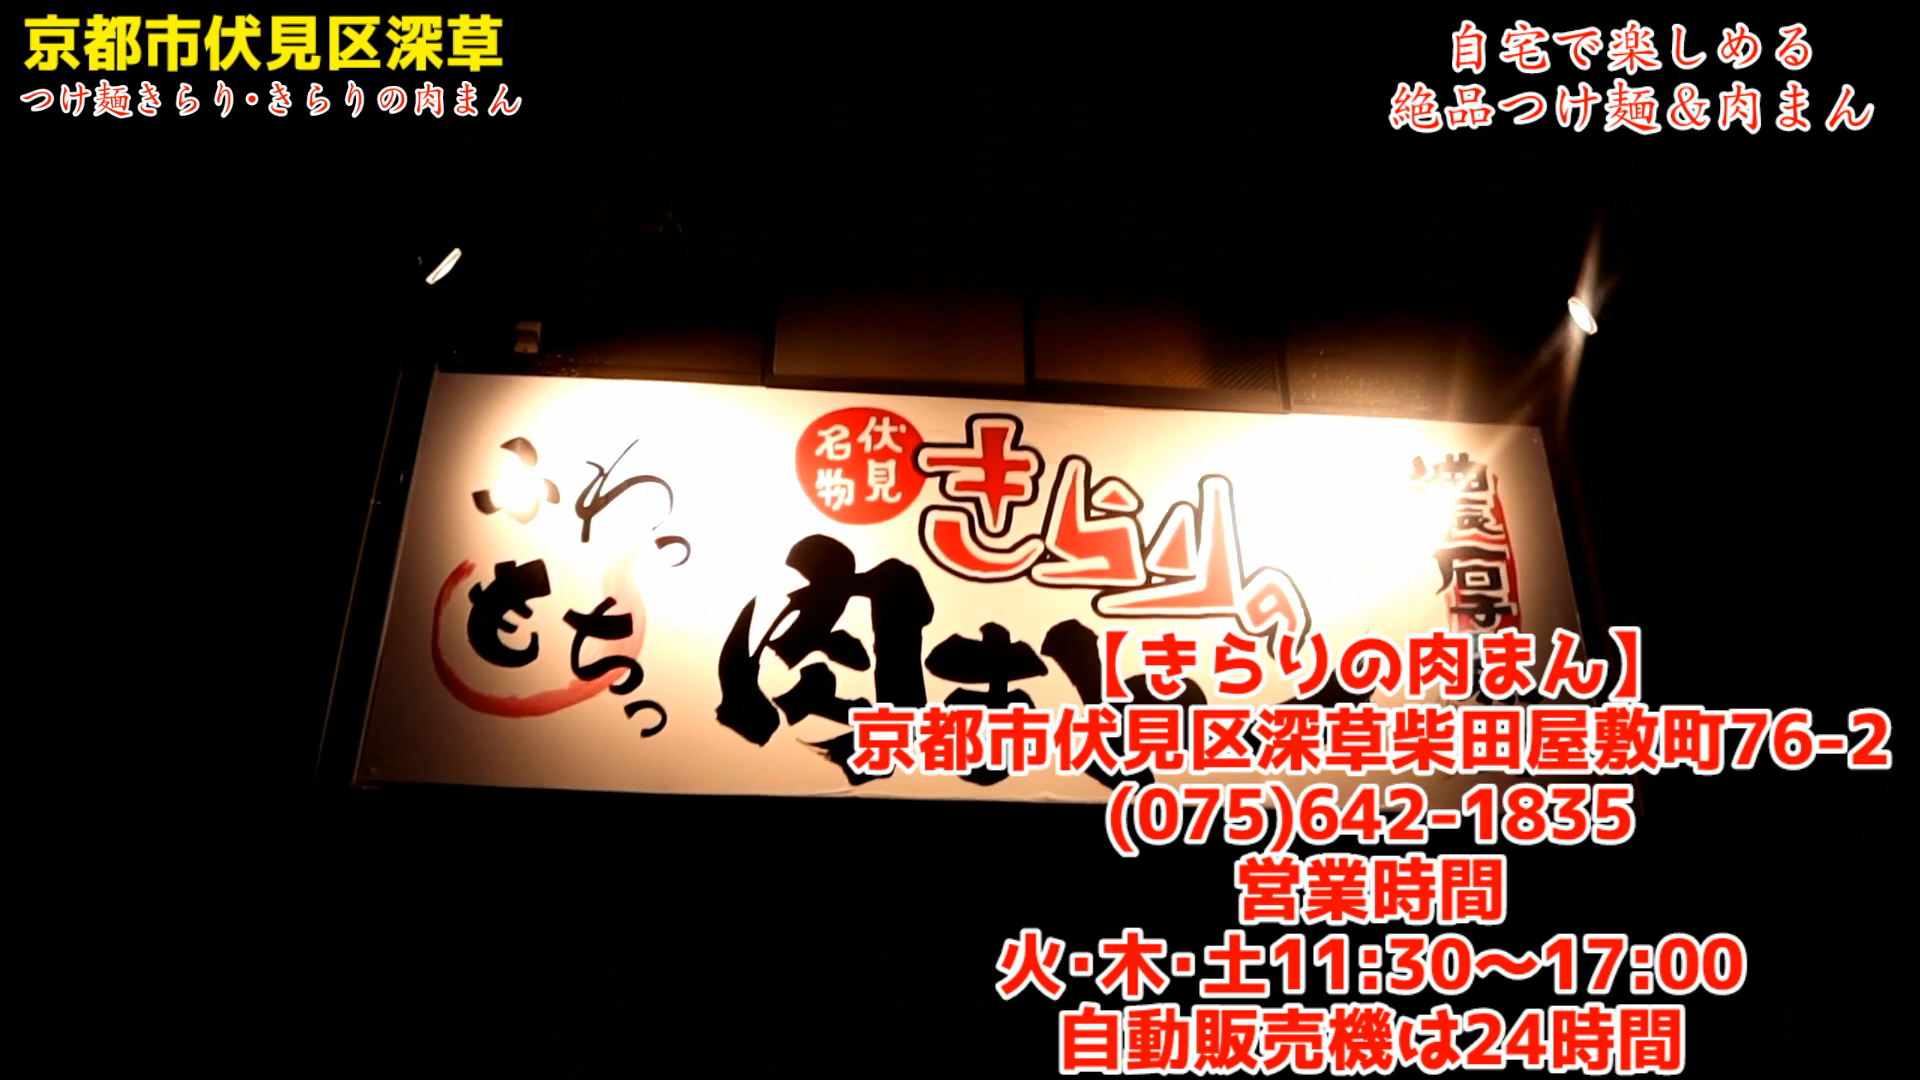 京都市伏見区深草
つけ麺きらり・きらりの肉まん
自宅で楽しめる
絶品つけ麺＆肉まん
ふわっ
もちっ
伏見
名物
きらりの
肉まん
濃厚
【きらりの肉まん】
京都市伏見区深草柴田屋敷町76-2
(075)642-1835
営業時間
火・木・土11:30～17:00
自動販売機は24時間